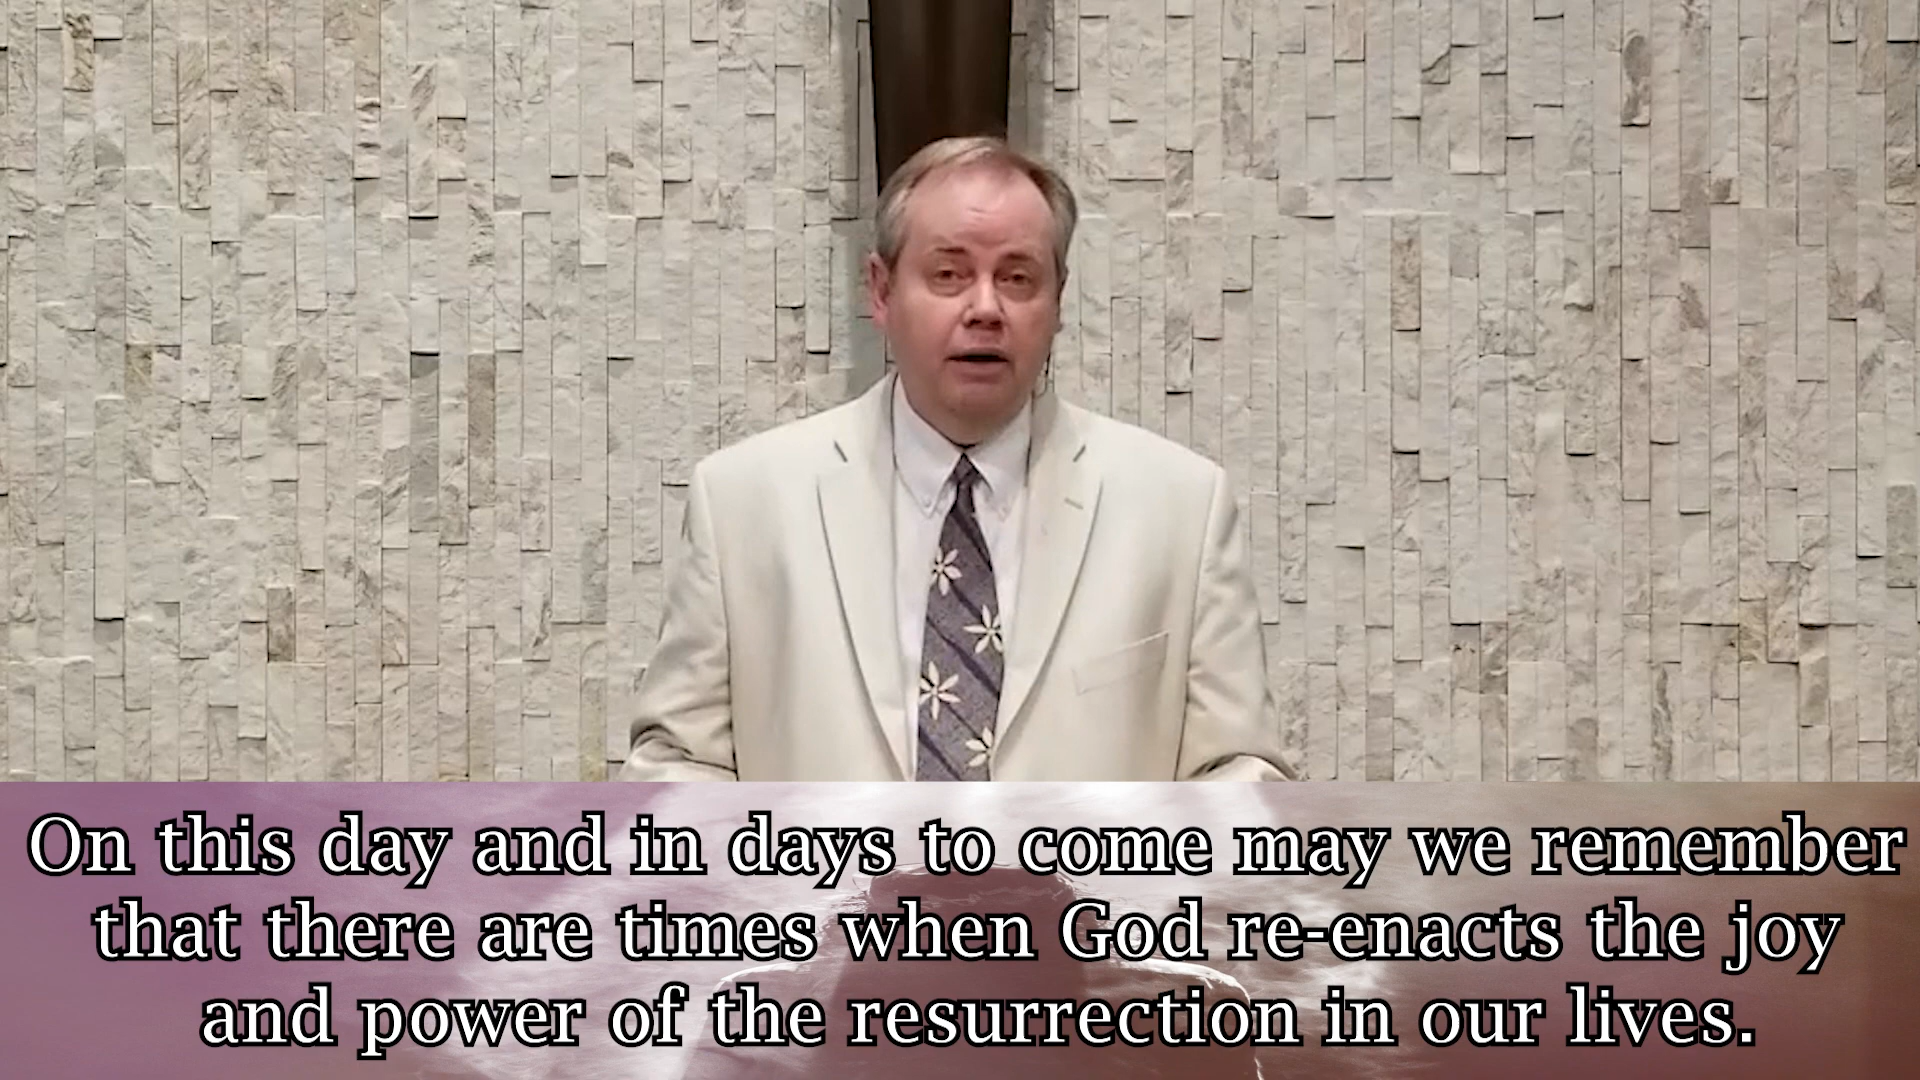 On this day and in days to come may we remember
that there are times when God re-enacts the joy
and power of the resurrection in our lives.